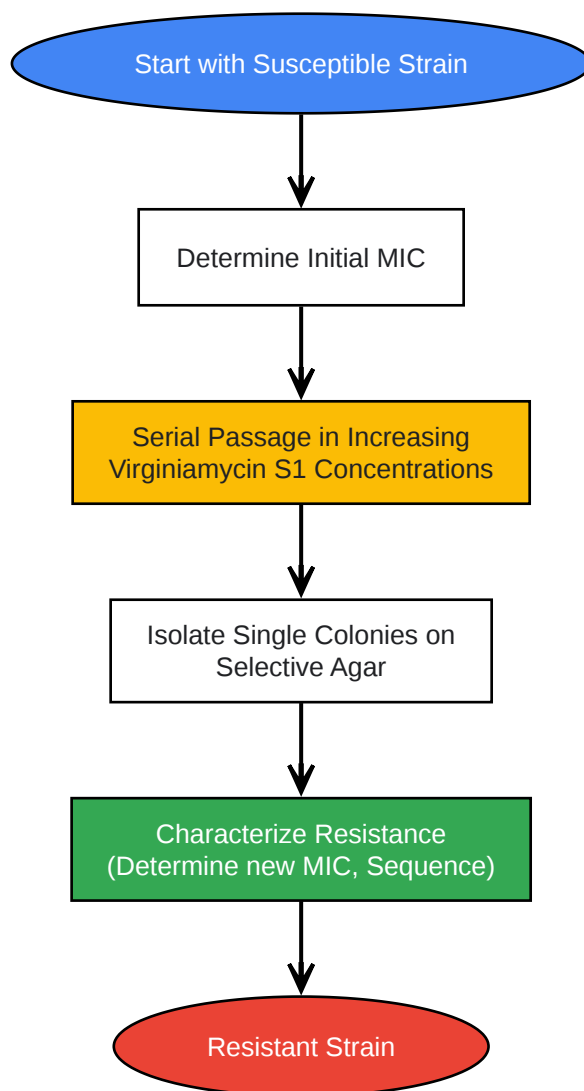 Start with Susceptible Strain
Determine Initial MIC
Serial Passage in Increasing
Virginiamycin S1 Concentrations
Isolate Single Colonies on
Selective Agar
Characterize Resistance
(Determine new MIC, Sequence)
Resistant Strain